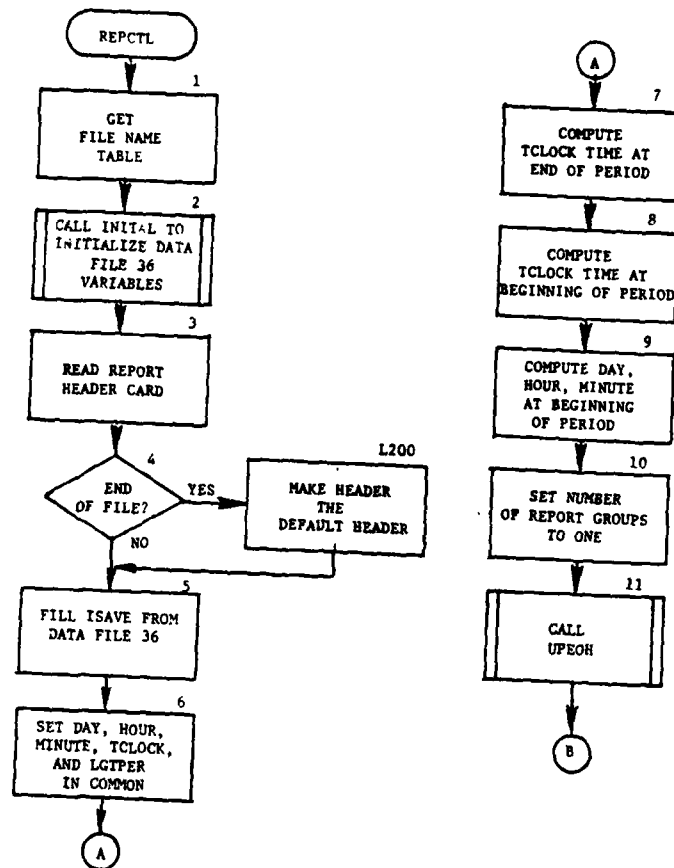 REPCTL
1
GET
FILE NAME
TABLE
2
CALL INITAL TO
INITIALIZE DATA
FILE 36
VARIABLES
3
READ REPORT
HEADER CARD
4
END
OF FILE?
YES
NO
L200
MAKE HEADER
THE
DEFAULT HEADER
5
FILL ISAVE FROM
DATA FILE 36
6
SET DAY, HOUR,
MINUTE, TCLOCK,
AND LGTPER
IN COMMON
A
A
7
COMPUTE
TCLOCK TIME AT
END OF PERIOD
8
COMPUTE
TCLOCK TIME AT
BEGINNING OF PERIOD
9
COMPUTE DAY,
HOUR, MINUTE
AT BEGINNING
OF PERIOD
10
SET NUMBER
OF REPORT GROUPS
TO ONE
11
CALL
UPEOH
B